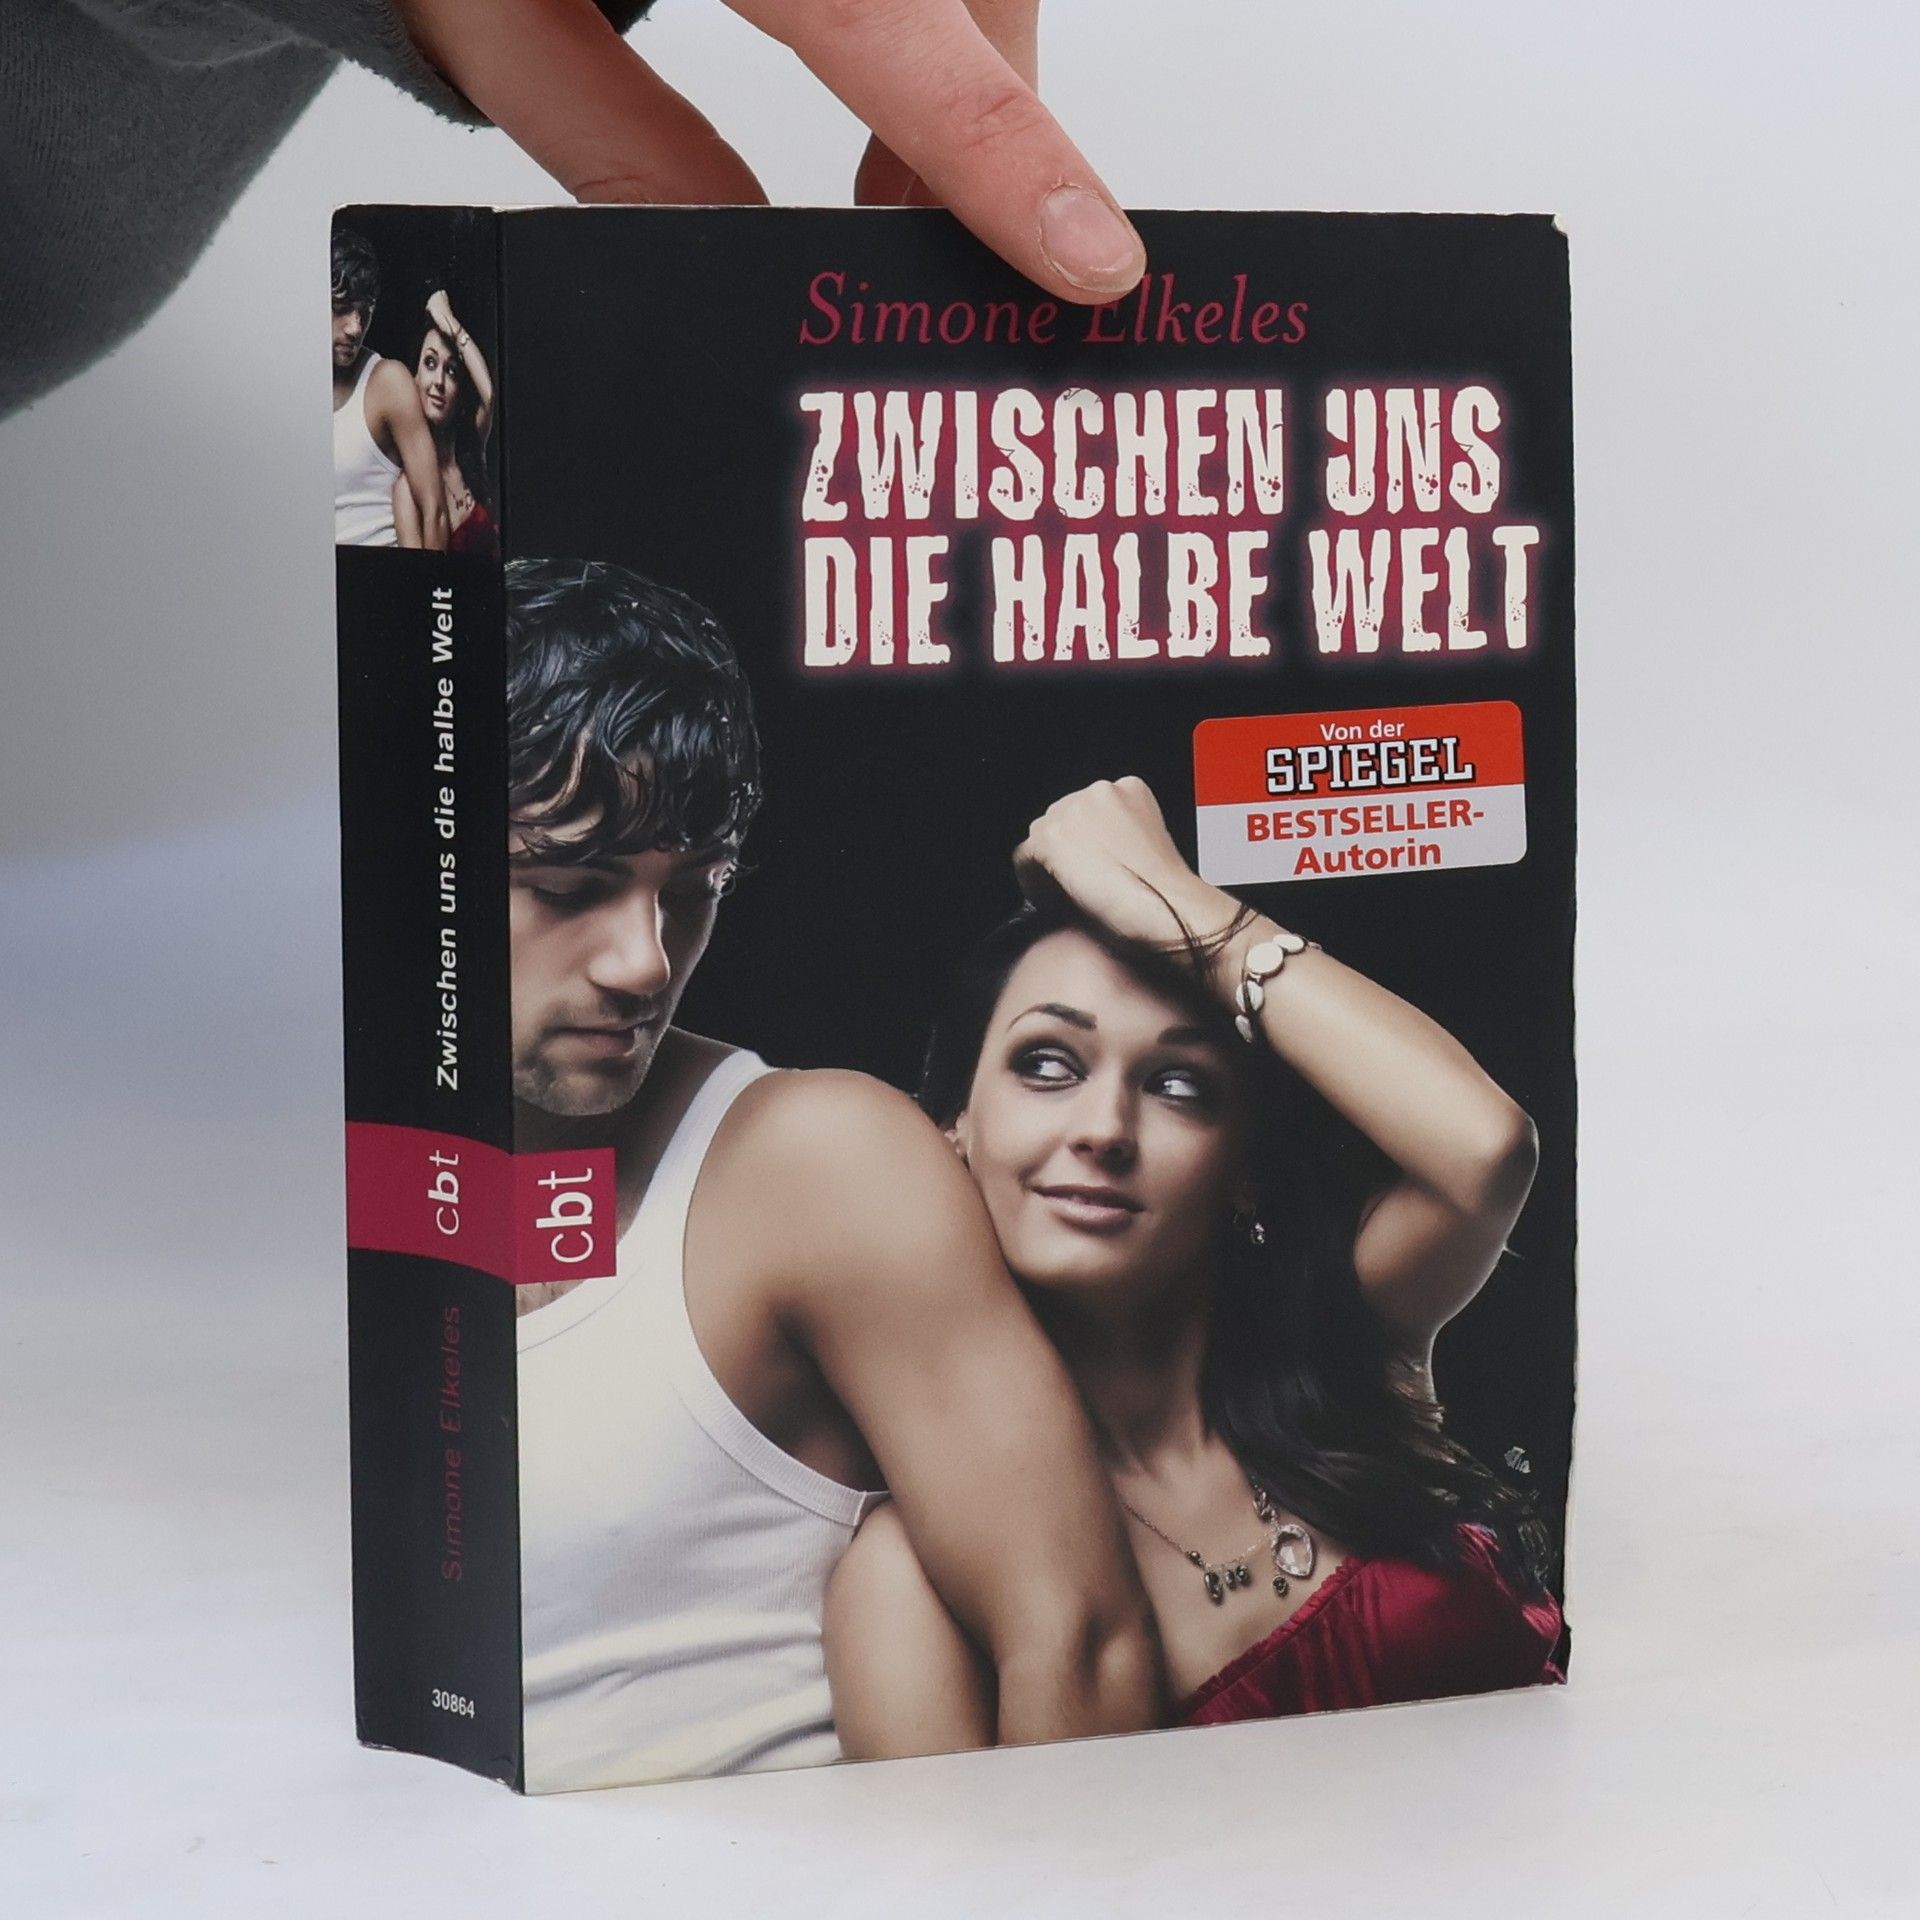 Simone Elkeles
ZWISCHEN UNS
DIE HALBE WELT
Von der
SPIEGEL
BESTSELLER-
Autorin
cbt
Zwischen uns die halbe Welt
cbt
Simone Elkeles
30864